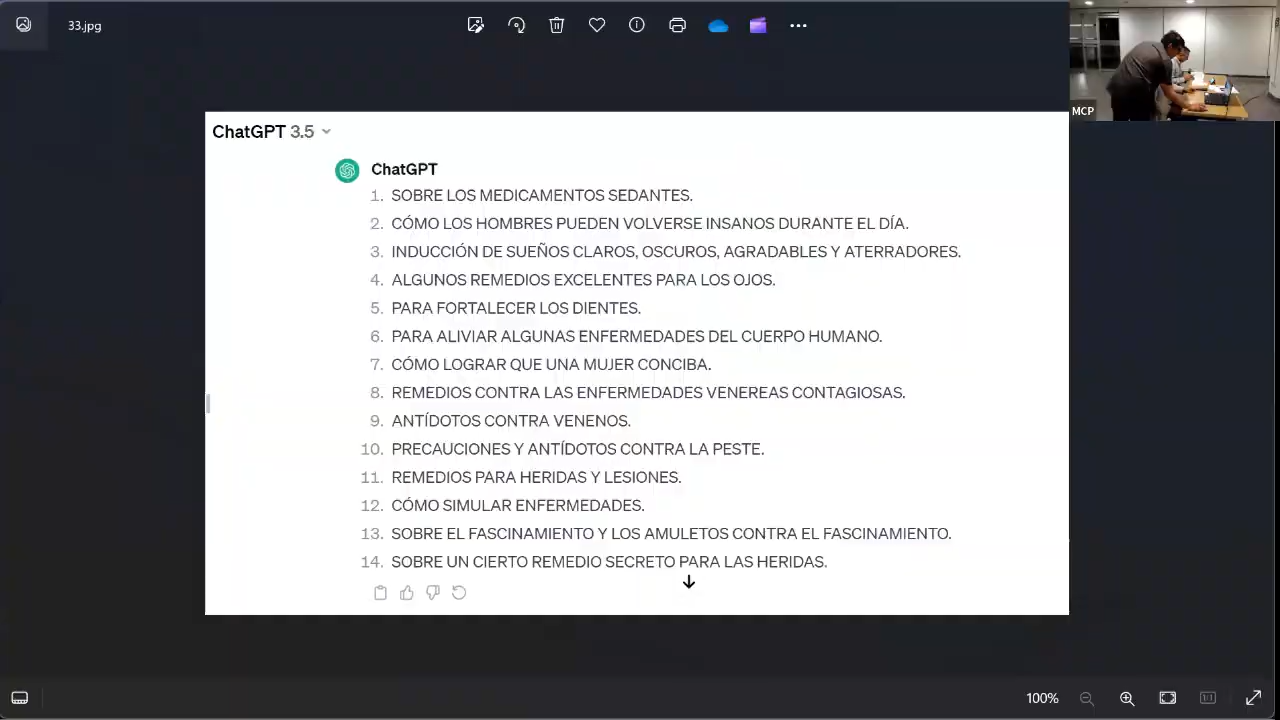 33.jpg
MCP
ChatGPT 3.5
ChatGPT
1. SOBRE LOS MEDICAMENTOS SEDANTES.
2. CÓMO LOS HOMBRES PUEDEN VOLVERSE INSANOS DURANTE EL DÍA.
3. INDUCCIÓN DE SUEÑOS CLAROS, OSCUROS, AGRADABLES Y ATERRADORES.
4. ALGUNOS REMEDIOS EXCELENTES PARA LOS OJOS.
5. PARA FORTALECER LOS DIENTES.
6. PARA ALIVIAR ALGUNAS ENFERMEDADES DEL CUERPO HUMANO.
7. CÓMO LOGRAR QUE UNA MUJER CONCIBA.
8. REMEDIOS CONTRA LAS ENFERMEDADES VENEREAS CONTAGIOSAS.
9. ANTÍDOTOS CONTRA VENENOS.
10. PRECAUCIONES Y ANTÍDOTOS CONTRA LA PESTE.
11. REMEDIOS PARA HERIDAS Y LESIONES.
12. CÓMO SIMULAR ENFERMEDADES.
13. SOBRE EL FASCINAMIENTO Y LOS AMULETOS CONTRA EL FASCINAMIENTO.
14. SOBRE UN CIERTO REMEDIO SECRETO PARA LAS HERIDAS.
100%
1:1